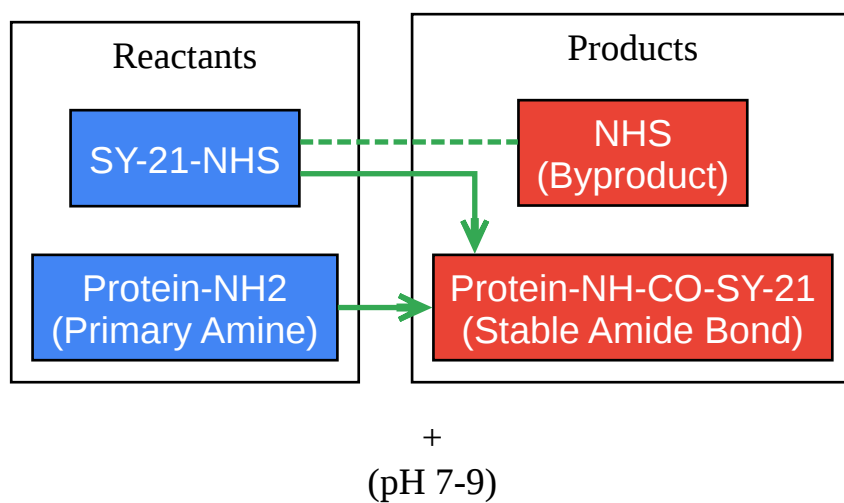 Reactants
SY-21-NHS
Protein-NH2
(Primary Amine)
Products
NHS
(Byproduct)
Protein-NH-CO-SY-21
(Stable Amide Bond)
+
(pH 7-9)